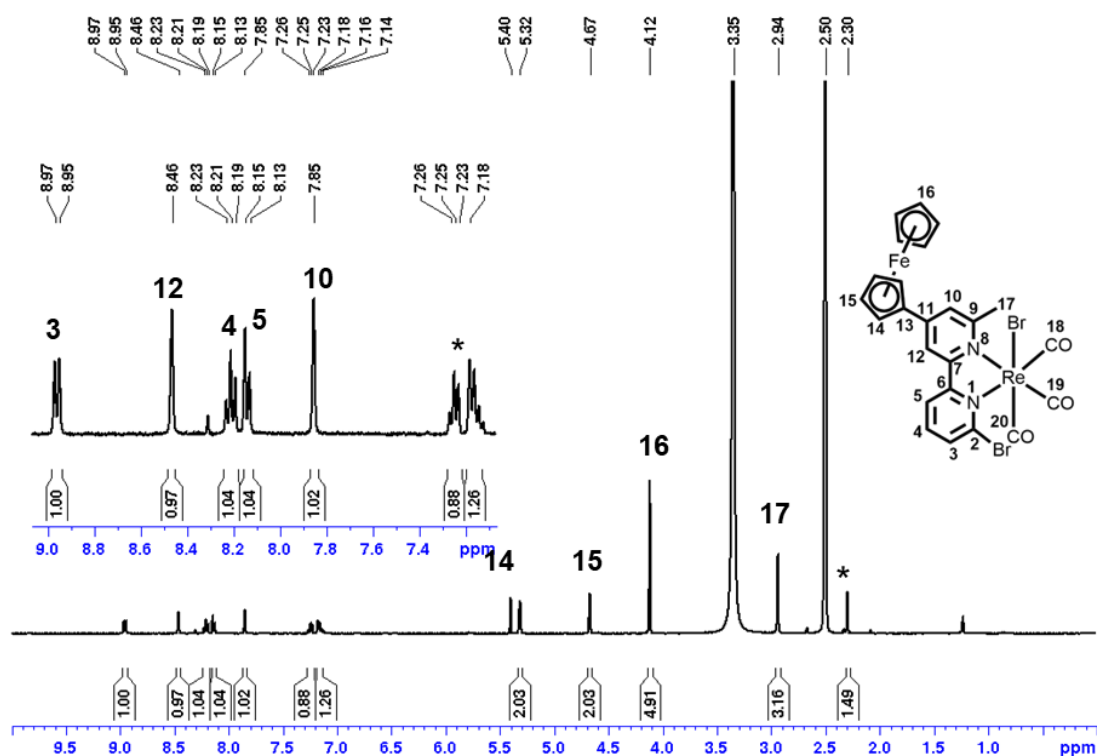 8.97 8.95 8.46 8.23 8.21 8.19 8.15 8.13 7.85 7.26 7.25 7.23 7.18 7.16 7.14 5.40 5.32 4.67 4.12 3.35 2.94 2.50 2.30
8.97 8.95 8.46 8.23 8.21 8.19 8.15 8.13 7.85 7.26 7.25 7.23 7.18
3 12 4 5 10 *
1.00 0.97 1.04 1.04 1.02 0.88 1.26
9.0 8.8 8.6 8.4 8.2 8.0 7.8 7.6 7.4 ppm
16
Fe
15 14 13 11 10 9 17
12 7 N 8 Br 18 CO
6 5 N 1 Re 19 CO
4 3 2 Br 20 CO
14 15 16 17 *
1.00 0.97 1.04 1.04 1.02 0.88 1.26 2.03 2.03 4.91 3.16 1.49
9.5 9.0 8.5 8.0 7.5 7.0 6.5 6.0 5.5 5.0 4.5 4.0 3.5 3.0 2.5 2.0 1.5 1.0 ppm